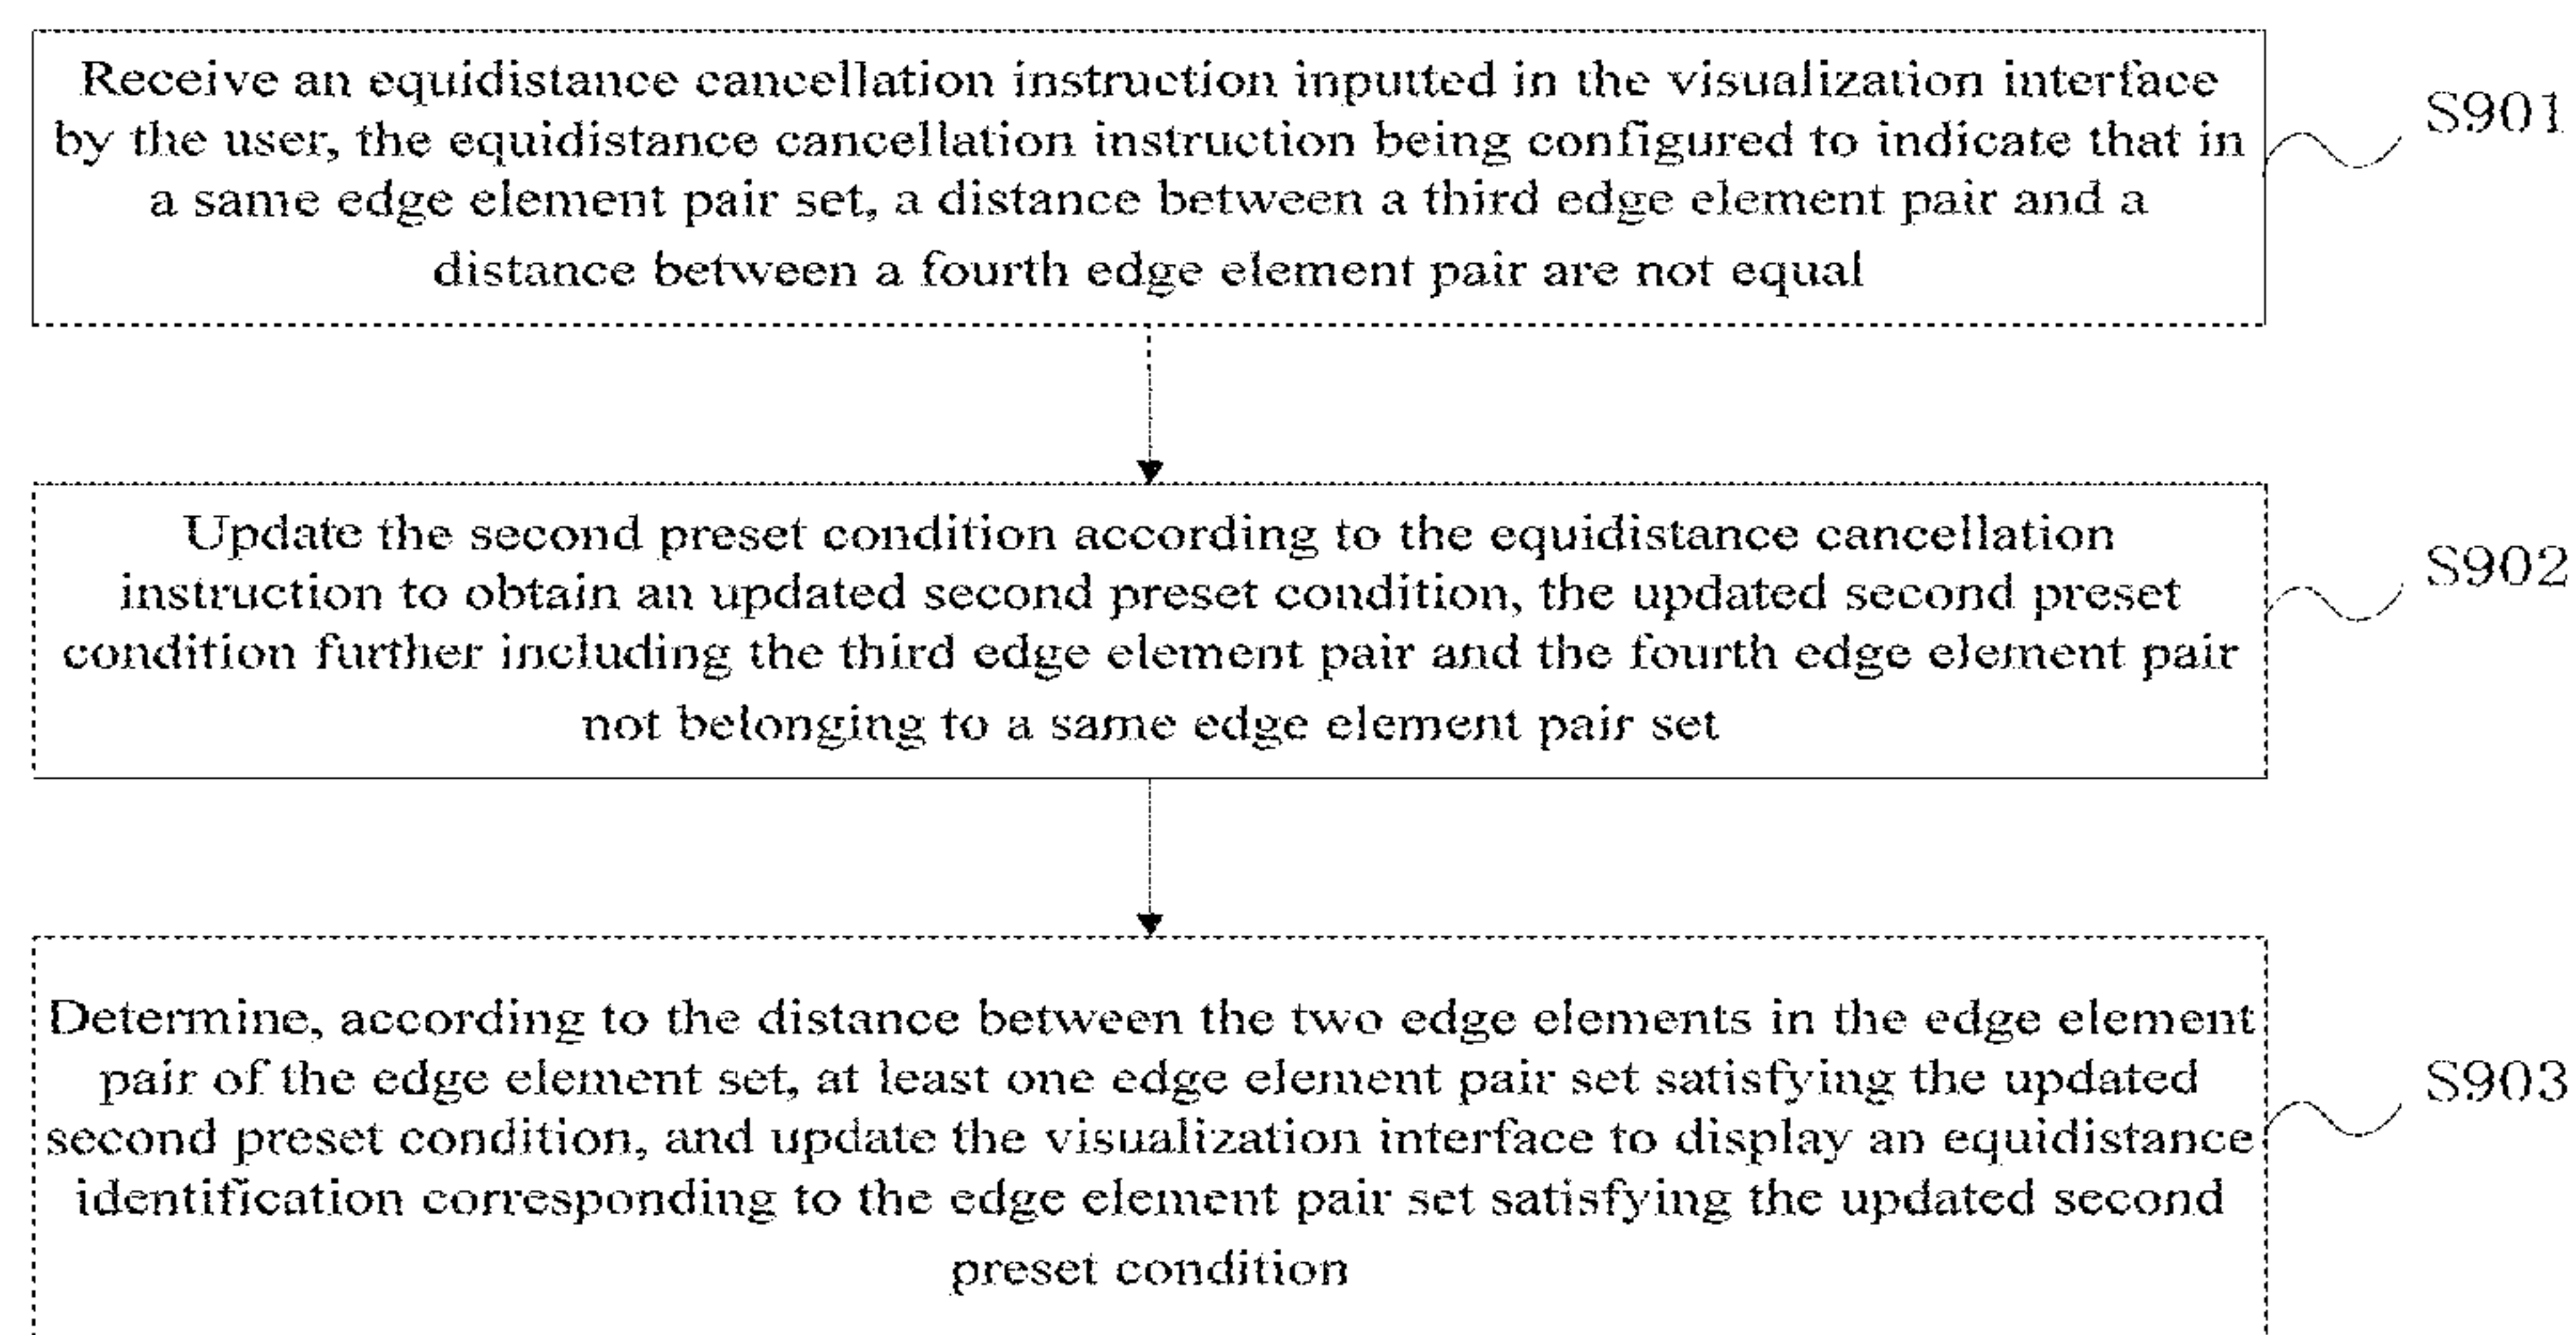 Receive an equidistance cancellation instruction inputted in the visualization interface
by the user, the equidistance cancellation instruction being configured to indicate that in
a same edge element pair set, a distance between a third edge element pair and a
distance between a fourth edge element pair are not equal
S901
Update the second preset condition according to the equidistance cancellation
instruction to obtain an updated second preset condition, the updated second preset
condition further including the third edge element pair and the fourth edge element pair
not belonging to a same edge element pair set
S902
Determine, according to the distance between the two edge elements in the edge element
pair of the edge element set, at least one edge element pair set satisfying the updated
second preset condition, and update the visualization interface to display an equidistance
identification corresponding to the edge element pair set satisfying the updated second
preset condition
S903